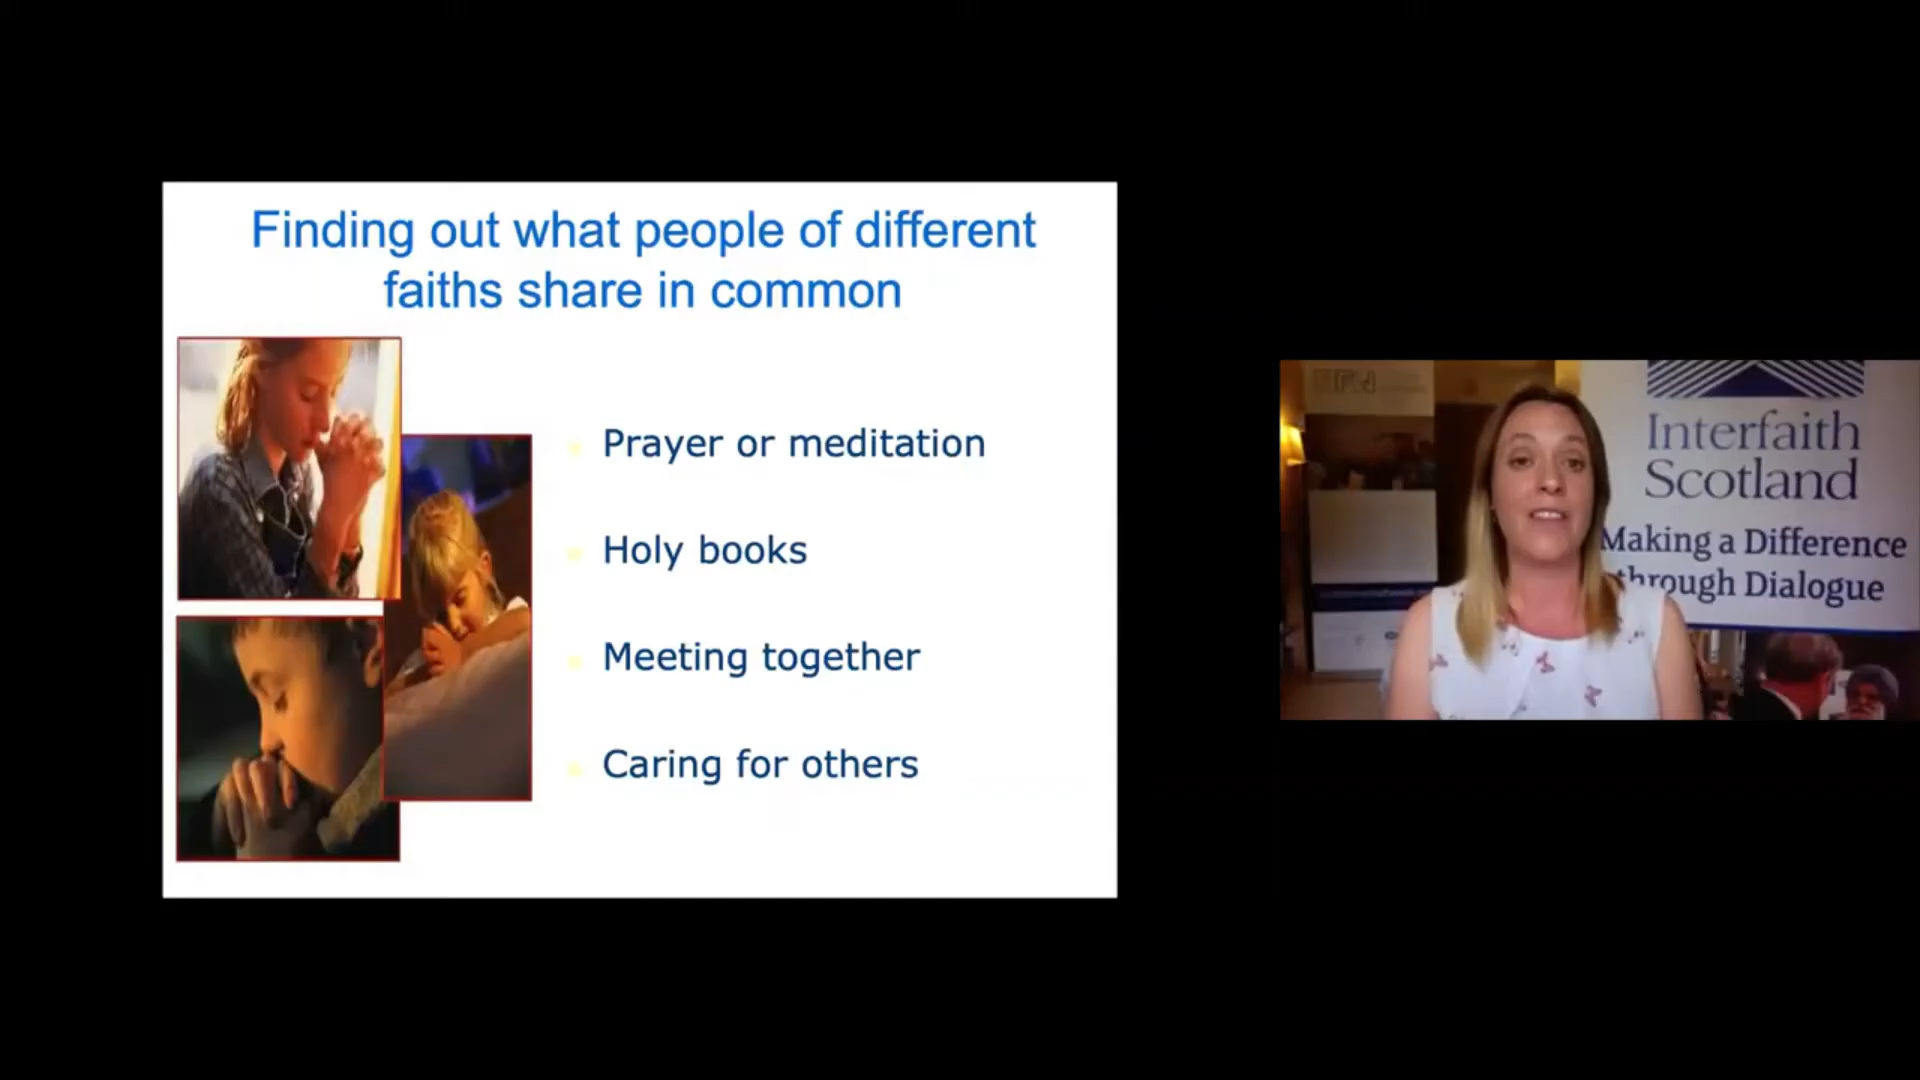 Finding out what people of different
faiths share in common
Prayer or meditation
Holy books
Meeting together
Caring for others
Interfaith
Scotland
Making a Difference
through Dialogue